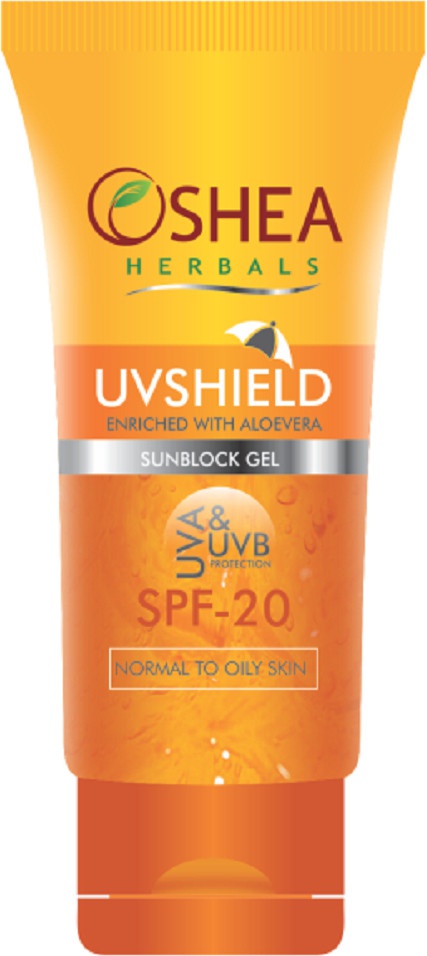 OSHEA
HERBALS
UVSHIELD
ENRICHED WITH ALOEVERA
SUNBLOCK GEL
UVA & UVB
PROTECTION
SPF-20
NORMAL TO OILY SKIN